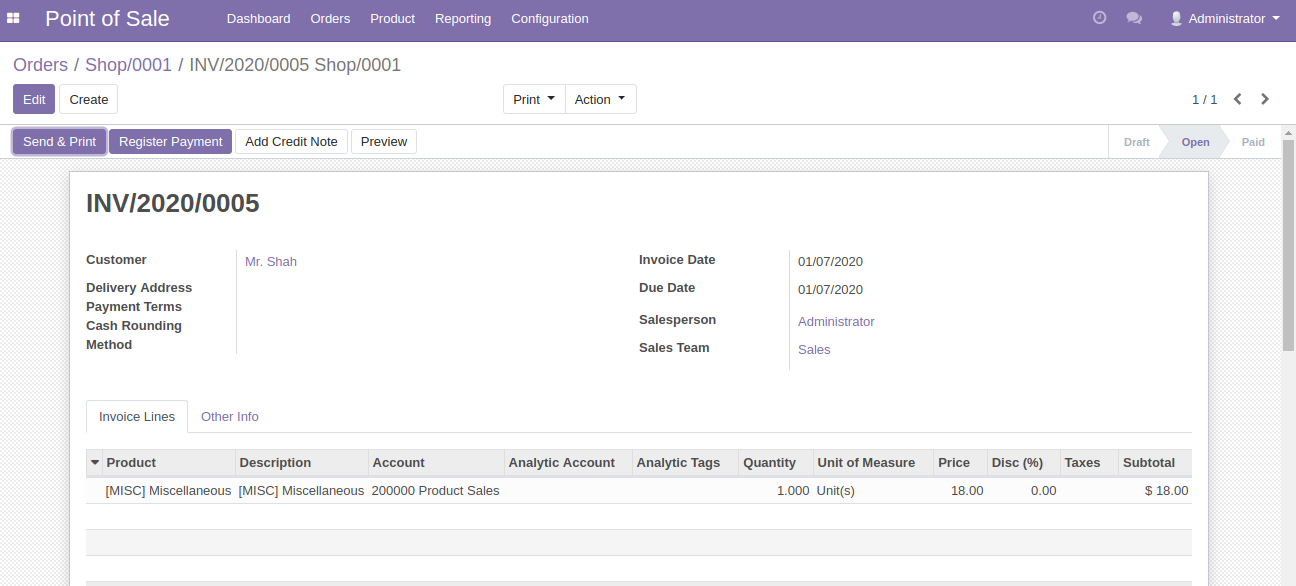 Point of Sale Dashboard Orders Product Reporting Configuration Administrator
Orders / Shop/0001 / INV/2020/0005 Shop/0001
Edit Create Print Action 1 / 1
Send & Print Register Payment Add Credit Note Preview Draft Open Paid
INV/2020/0005
Customer Mr. Shah Invoice Date 01/07/2020
Delivery Address Due Date 01/07/2020
Payment Terms
Cash Rounding Salesperson Administrator
Method Sales Team Sales
Invoice Lines Other Info
Product Description Account Analytic Account Analytic Tags Quantity Unit of Measure Price Disc (%) Taxes Subtotal
[MISC] Miscellaneous [MISC] Miscellaneous 200000 Product Sales 1.000 Unit(s) 18.00 0.00 $ 18.00